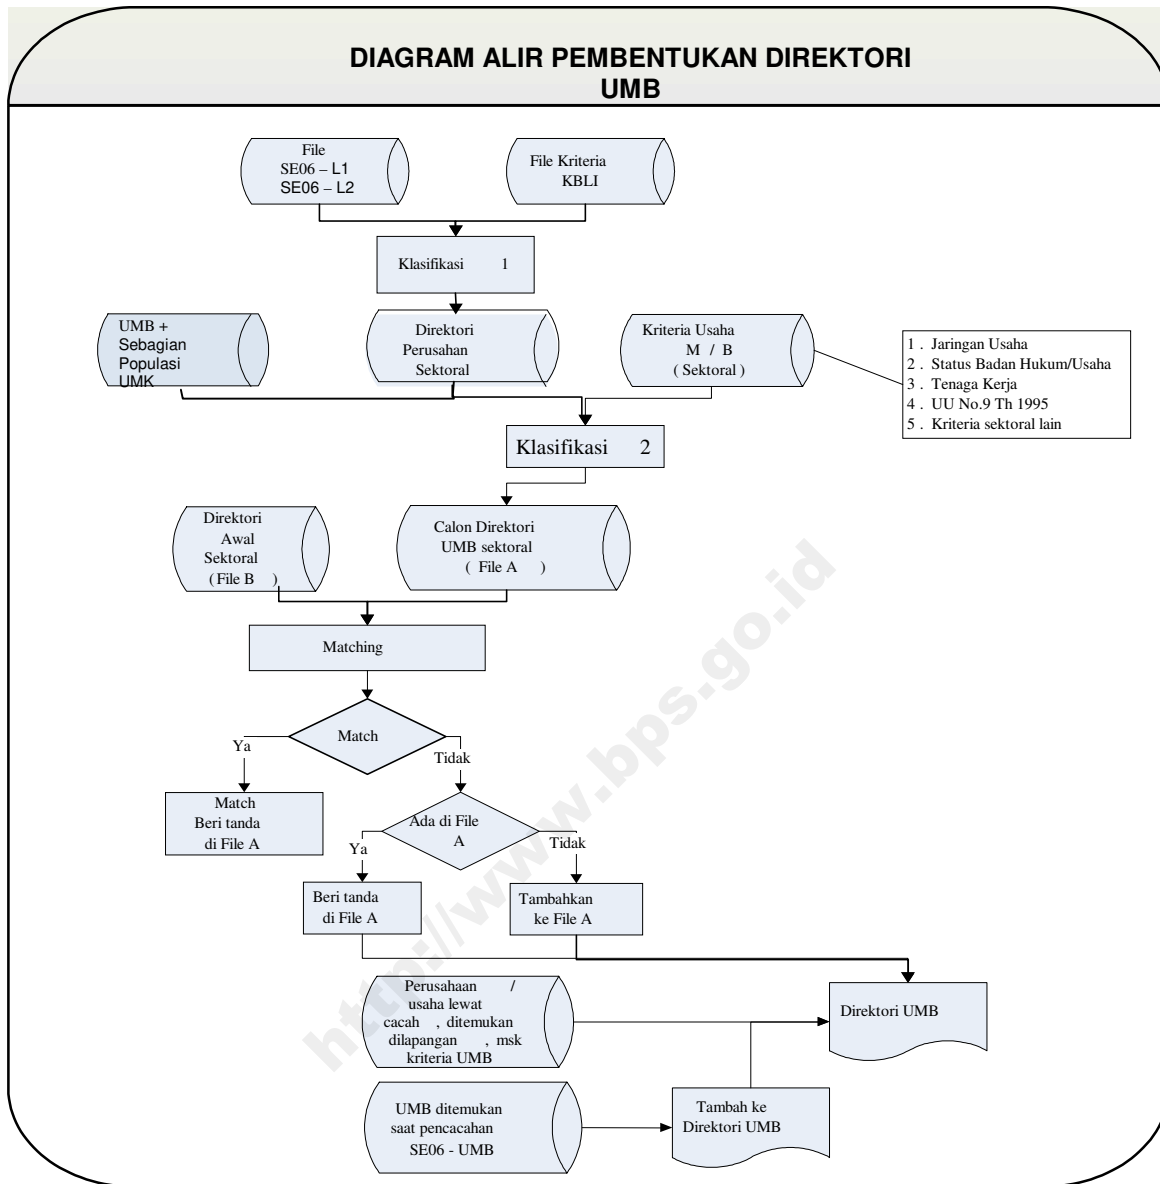 DIAGRAM ALIR PEMBENTUKAN DIREKTORI
UMB
File
SE06 – L1
SE06 – L2
File Kriteria
KBLI
Klasifikasi 1
UMB +
Sebagian
Populasi
UMK
Direktori
Perusahan
Sektoral
Kriteria Usaha
M / B
( Sektoral )
1 . Jaringan Usaha
2 . Status Badan Hukum/Usaha
3 . Tenaga Kerja
4 . UU No.9 Th 1995
5 . Kriteria sektoral lain
Klasifikasi 2
Direktori
Awal
Sektoral
( File B )
Calon Direktori
UMB sektoral
( File A )
Matching
Match
Ya
Tidak
Match
Beri tanda
di File A
Ada di File
A
Ya
Tidak
Beri tanda
di File A
Tambahkan
ke File A
Perusahaan /
usaha lewat
cacah , ditemukan
dilapangan , msk
kriteria UMB
Direktori UMB
UMB ditemukan
saat pencacahan
SE06 - UMB
Tambah ke
Direktori UMB
http://www.bps.go.id